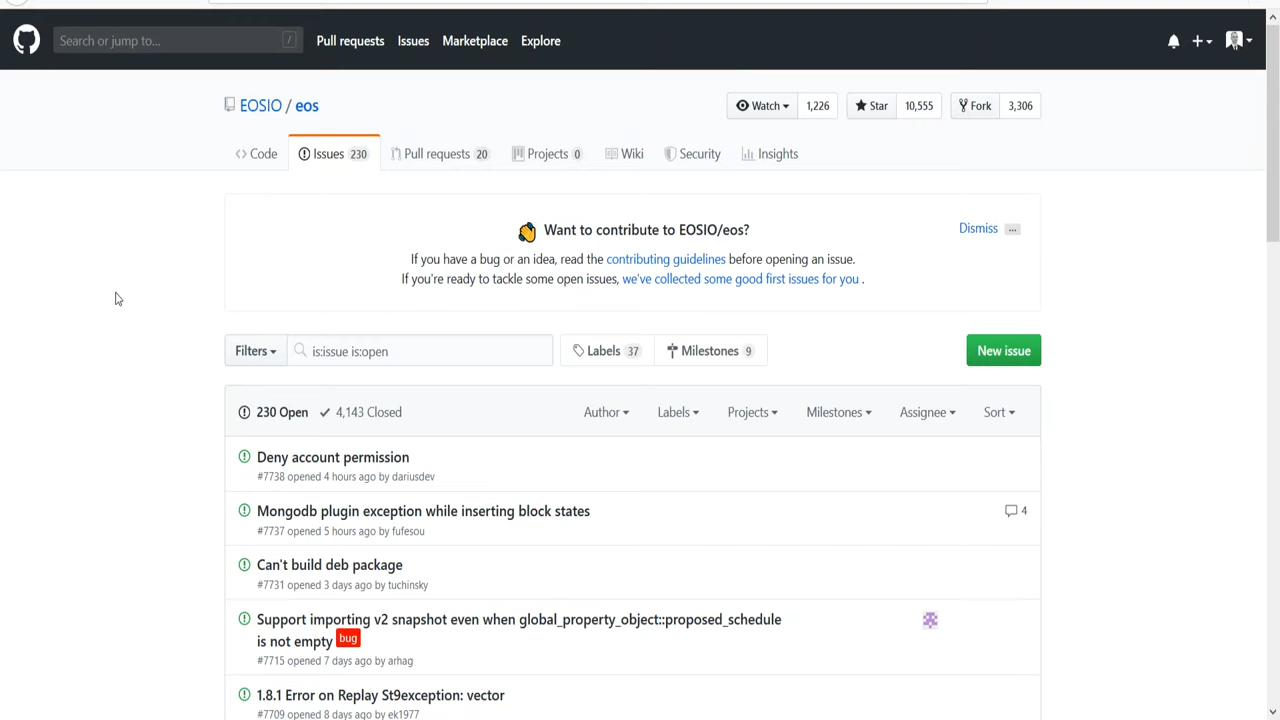 Search or jump to... /
Pull requests Issues Marketplace Explore
EOSIO / eos
Watch 1,226 Star 10,555 Fork 3,306
Code Issues 230 Pull requests 20 Projects 0 Wiki Security Insights
Want to contribute to EOSIO/eos?
Dismiss ...
If you have a bug or an idea, read the contributing guidelines before opening an issue.
If you're ready to tackle some open issues, we've collected some good first issues for you .
Filters is:issue is:open Labels 37 Milestones 9 New issue
230 Open 4,143 Closed Author Labels Projects Milestones Assignee Sort
Deny account permission
#7738 opened 4 hours ago by dariusdev
Mongodb plugin exception while inserting block states 4
#7737 opened 5 hours ago by fufesou
Can't build deb package
#7731 opened 3 days ago by tuchinsky
Support importing v2 snapshot even when global_property_object::proposed_schedule
is not empty bug
#7715 opened 7 days ago by arhag
1.8.1 Error on Replay St9exception: vector
#7709 opened 8 days ago by ek1977